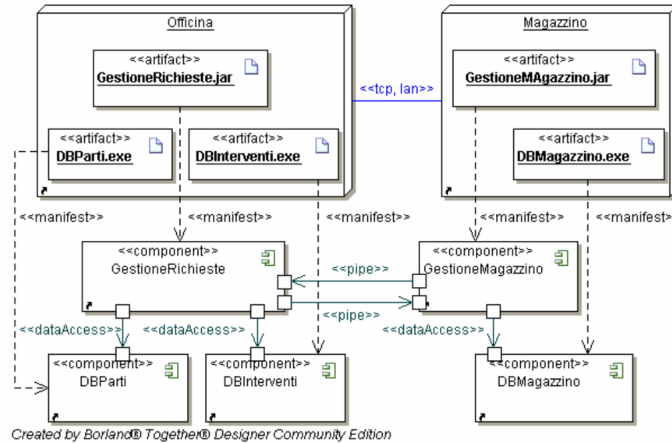 Officina
Magazzino
<<artifact>>
GestioneRichieste.jar
<<artifact>>
GestioneMAgazzino.jar
<<tcp, lan>>
<<artifact>>
DBParti.exe
<<artifact>>
DBInterventi.exe
<<artifact>>
DBMagazzino.exe
<<manifest>>
<<manifest>>
<<manifest>>
<<manifest>>
<<manifest>
<<component>>
GestioneRichieste
<<component>>
GestioneMagazzino
<<pipe>>
<<pipe>>
<<dataAccess>>
<<dataAccess>>
<<dataAccess>>
<<component>>
DBParti
<<component>>
DBInterventi
<<component>>
DBMagazzino
Created by Borland® Together® Designer Community Edition